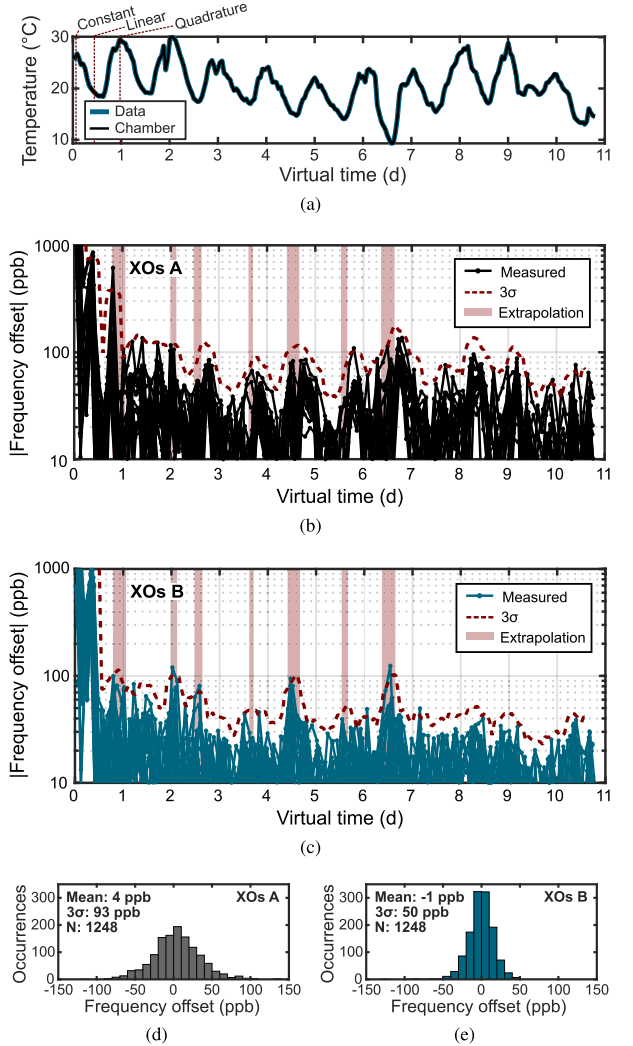 Constant
Linear
Quadrature
Temperature (°C)
30
20
10
Data
Chamber
0 1 2 3 4 5 6 7 8 9 10 11
Virtual time (d)
(a)
|Frequency offset| (ppb)
1000
100
10
XOs A
Measured
3σ
Extrapolation
0 1 2 3 4 5 6 7 8 9 10 11
Virtual time (d)
(b)
|Frequency offset| (ppb)
1000
100
10
XOs B
Measured
3σ
Extrapolation
0 1 2 3 4 5 6 7 8 9 10 11
Virtual time (d)
(c)
Occurrences
300
200
100
0
Mean: 4 ppb
3σ: 93 ppb
N: 1248
XOs A
-150 -100 -50 0 50 100 150
Frequency offset (ppb)
(d)
Occurrences
300
200
100
0
Mean: -1 ppb
3σ: 50 ppb
N: 1248
XOs B
-150 -100 -50 0 50 100 150
Frequency offset (ppb)
(e)